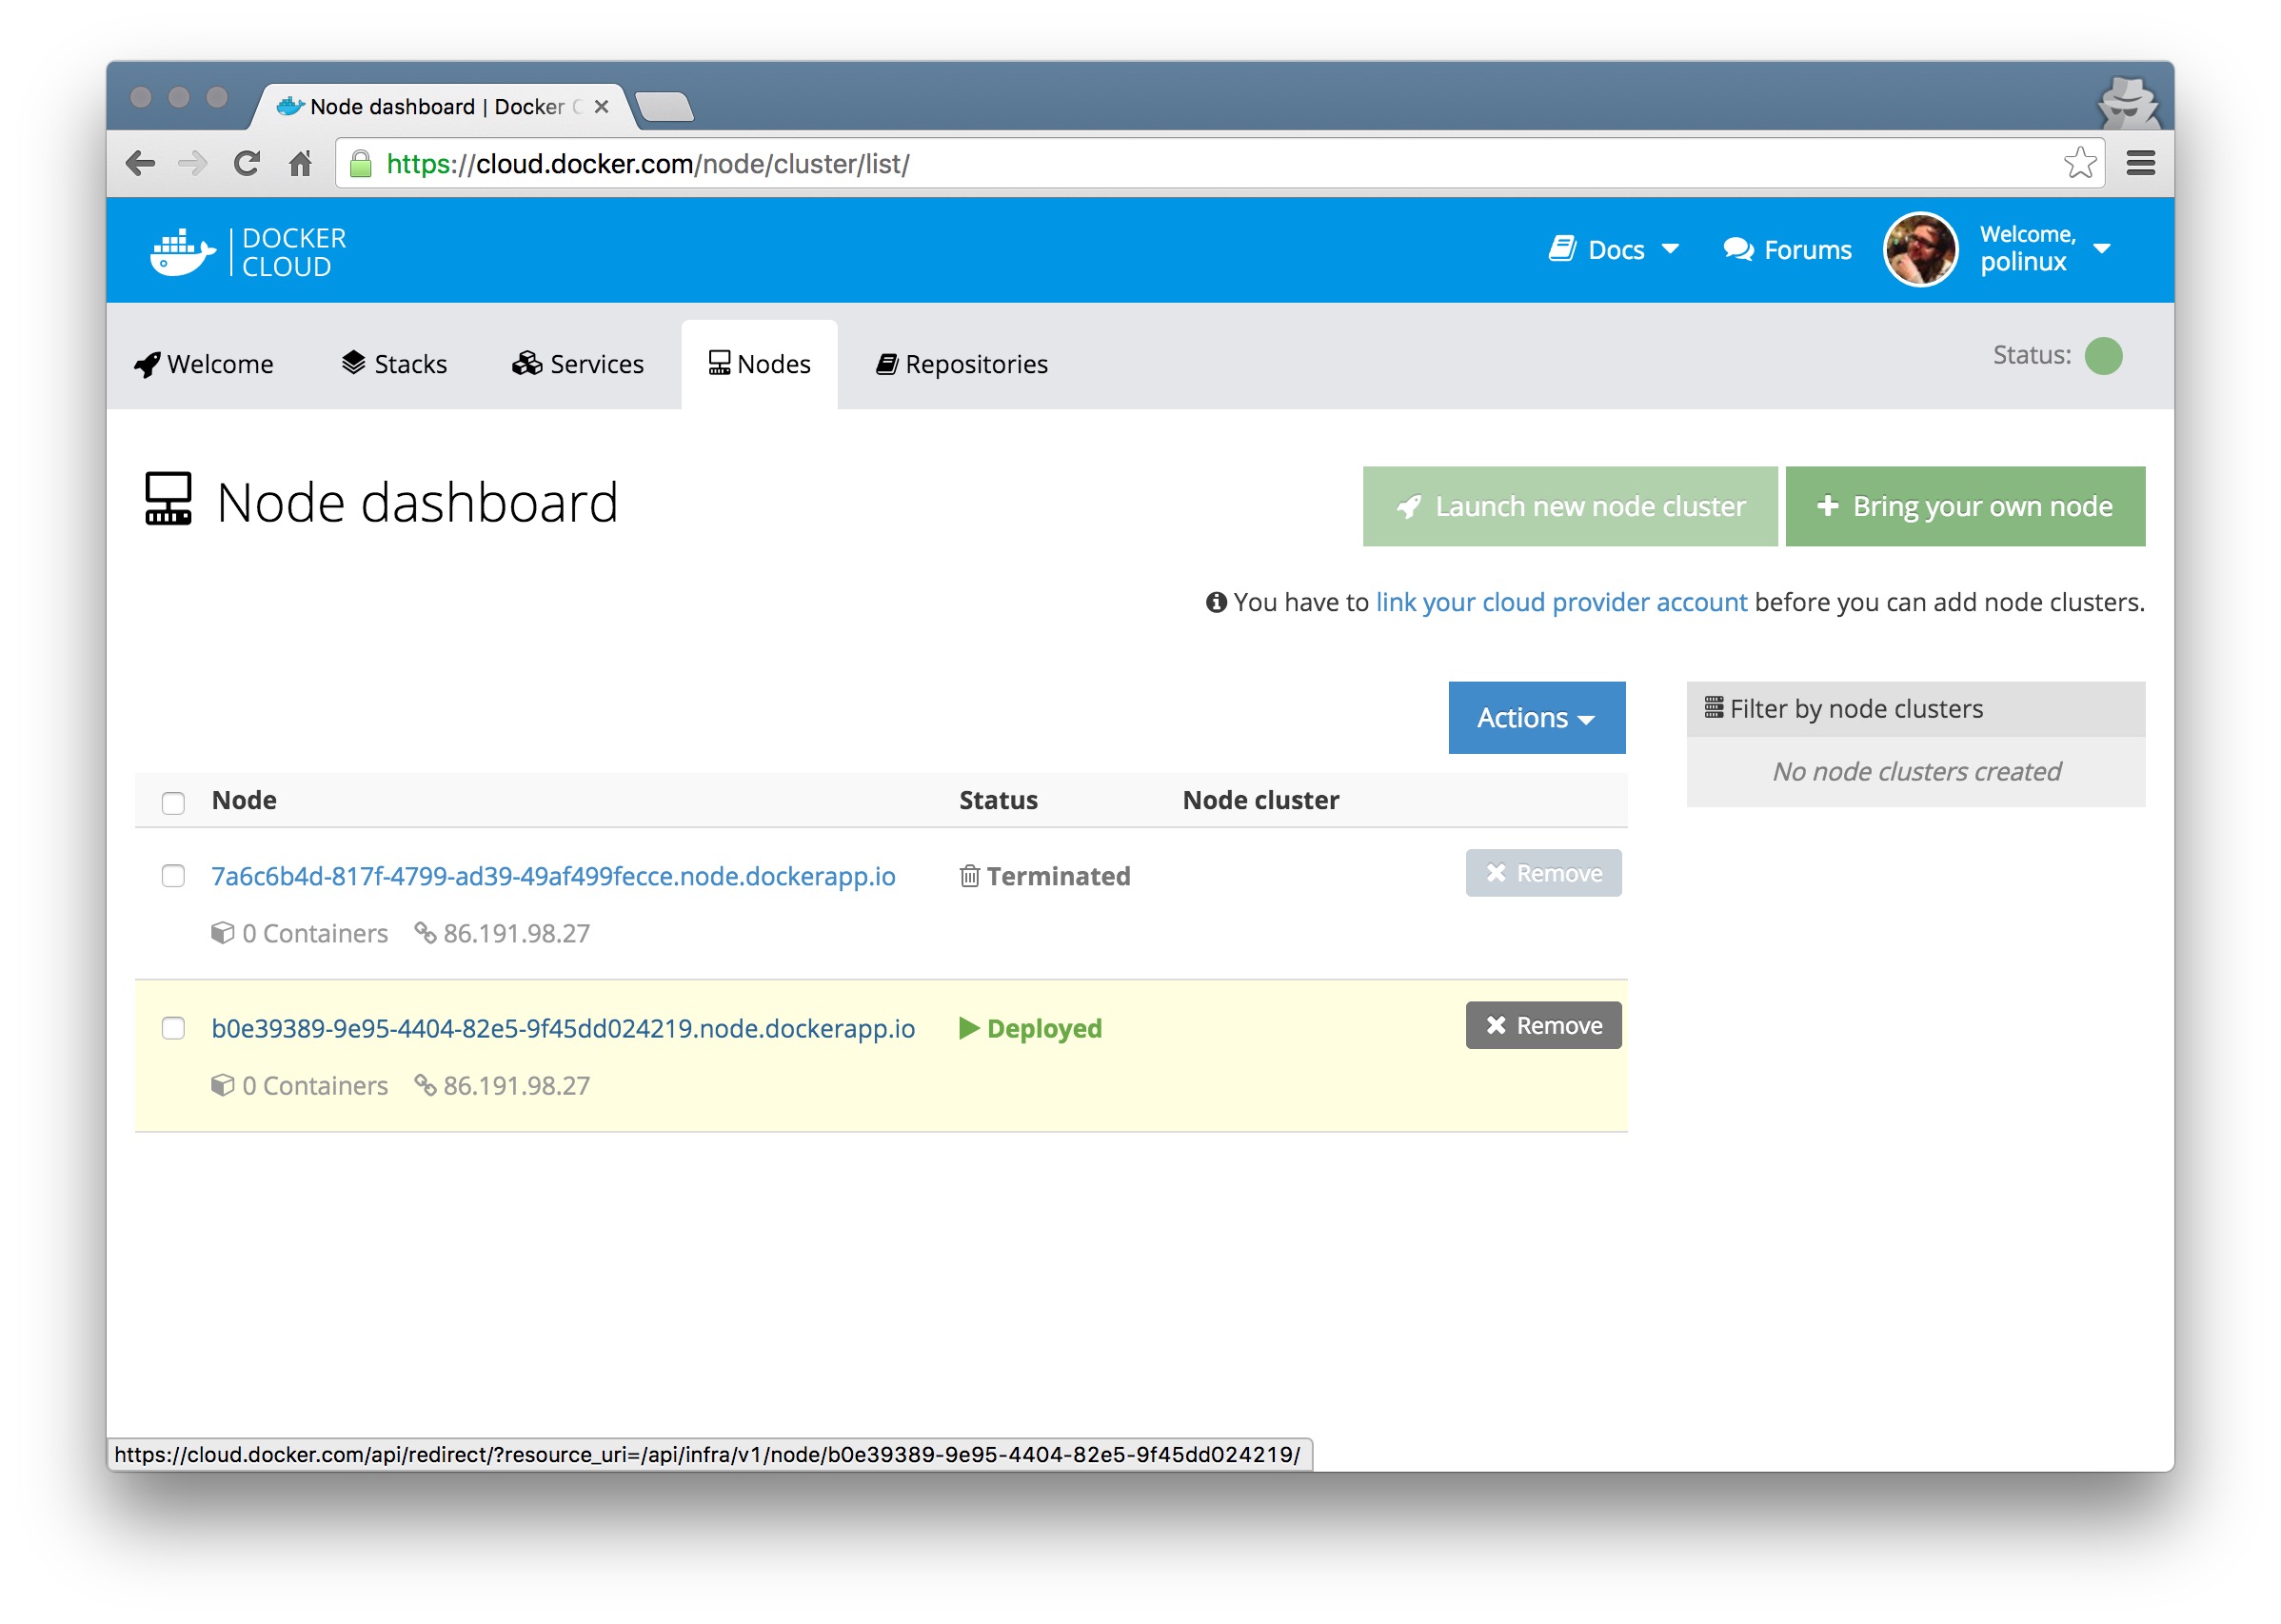 Node dashboard | Docker
https://cloud.docker.com/node/cluster/list/
DOCKER
CLOUD
Docs
Forums
Welcome,
polinux
Welcome
Stacks
Services
Nodes
Repositories
Status:
Node dashboard
Launch new node cluster
Bring your own node
You have to link your cloud provider account before you can add node clusters.
Actions
Filter by node clusters
No node clusters created
Node Status Node cluster
7a6c6b4d-817f-4799-ad39-49af499fecce.node.dockerapp.io Terminated Remove
0 Containers 86.191.98.27
b0e39389-9e95-4404-82e5-9f45dd024219.node.dockerapp.io Deployed Remove
0 Containers 86.191.98.27
https://cloud.docker.com/api/redirect/?resource_uri=/api/infra/v1/node/b0e39389-9e95-4404-82e5-9f45dd024219/